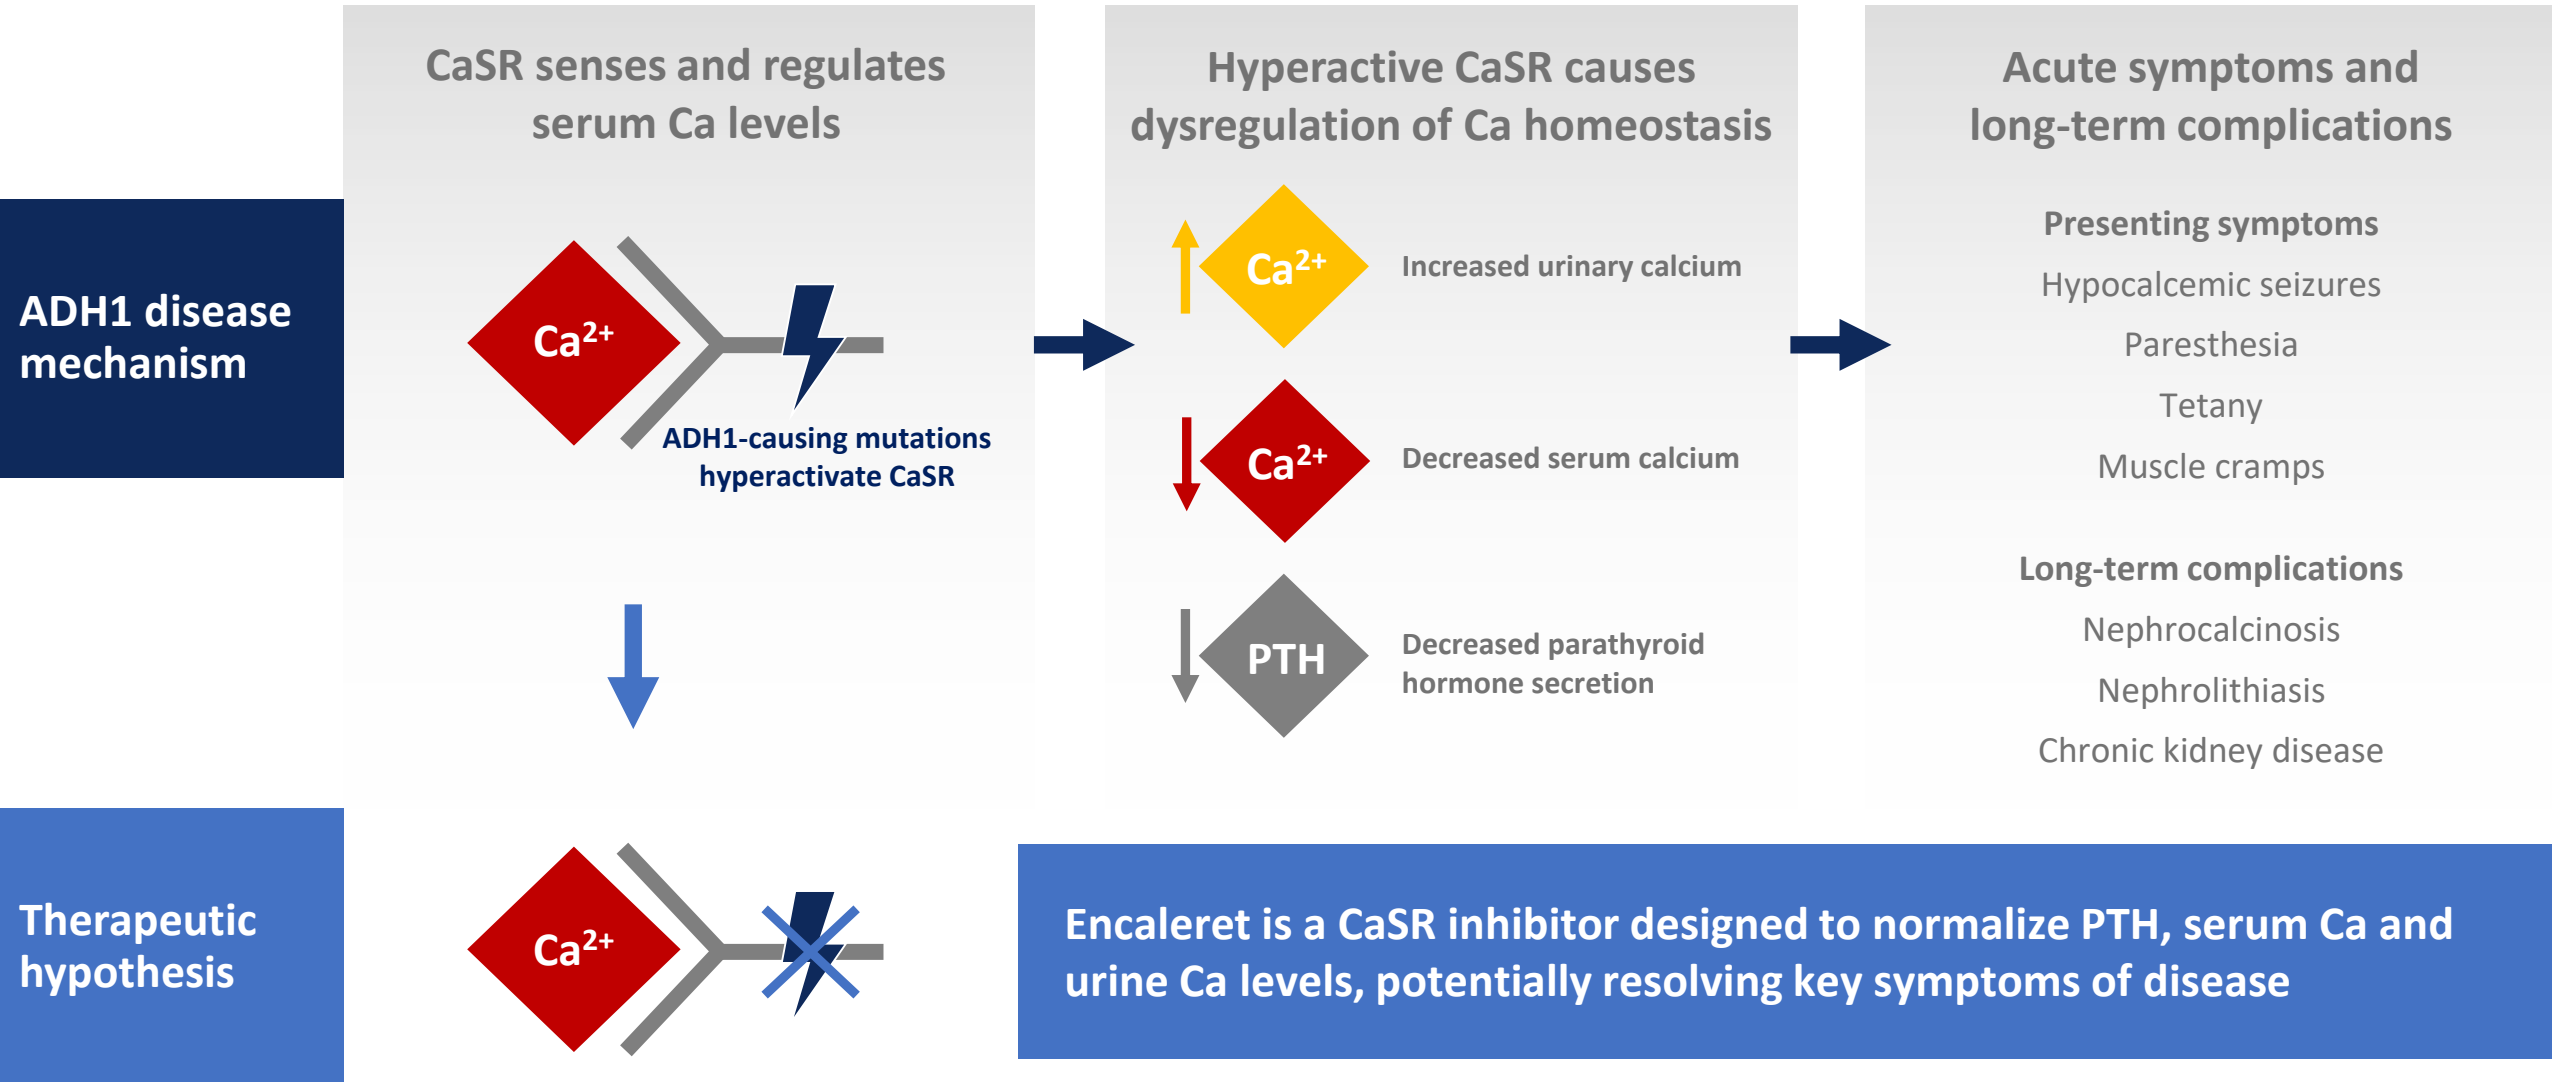 CaSR senses and regulates
serum Ca levels
Hyperactive CaSR causes
dysregulation of Ca homeostasis
Acute symptoms and
long-term complications
ADH1 disease
mechanism
Ca²⁺
ADH1-causing mutations
hyperactivate CaSR
Ca²⁺
Increased urinary calcium
Ca²⁺
Decreased serum calcium
PTH
Decreased parathyroid
hormone secretion
Presenting symptoms
Hypocalcemic seizures
Paresthesia
Tetany
Muscle cramps
Long-term complications
Nephrocalcinosis
Nephrolithiasis
Chronic kidney disease
Therapeutic
hypothesis
Ca²⁺
Encaleret is a CaSR inhibitor designed to normalize PTH, serum Ca and
urine Ca levels, potentially resolving key symptoms of disease